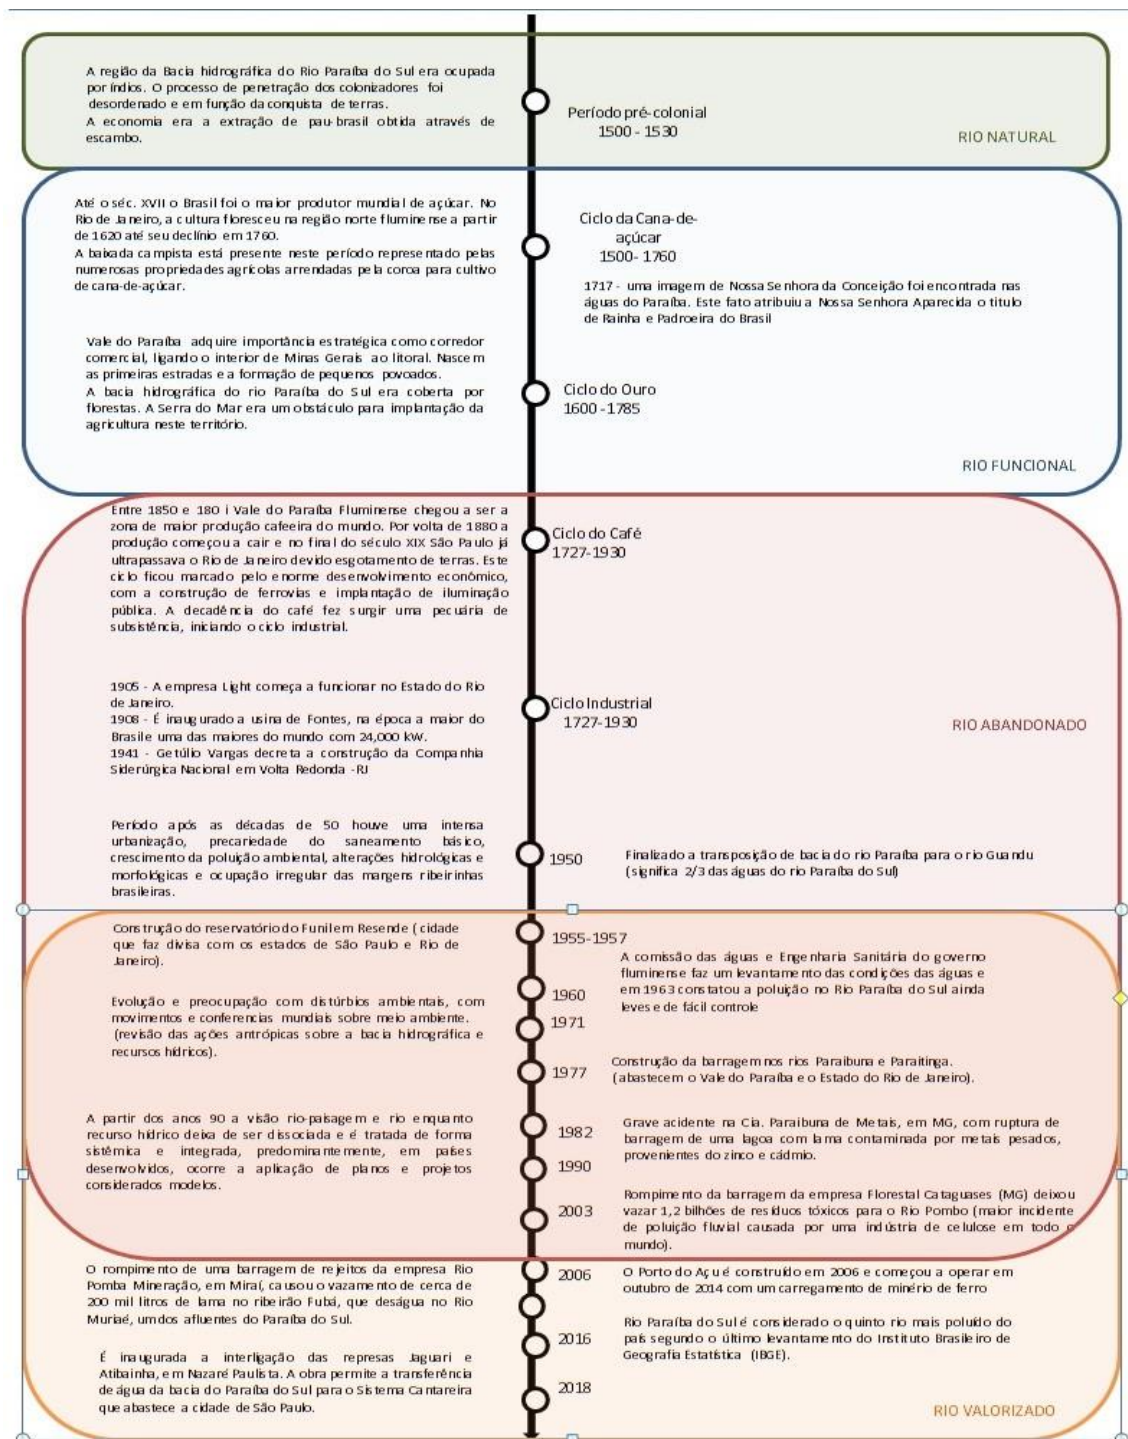 A região da Bacia hidrográfica do Rio Paraíba do Sul era ocupada
por índios. O processo de penetração dos colonizadores foi
desordenado e em função da conquista de terras.
A economia era a extração de pau-brasil obtida através de
escambo.
Período pré-colonial
1500 - 1530
RIO NATURAL
Até o séc. XVII o Brasil foi o maior produtor mundial de açúcar. No
Rio de Janeiro, a cultura floresceu na região norte fluminense a partir
de 1620 até seu declínio em 1760.
A baixada campista está presente neste período representado pelas
numerosas propriedades agrícolas arrendadas pela coroa para cultivo
de cana-de-açúcar.
Ciclo da Cana-de-
açúcar
1500- 1760
1717 - uma imagem de Nossa Senhora da Conceição foi encontrada nas
águas do Paraíba. Este fato atribuiu a Nossa Senhora Aparecida o titulo
de Rainha e Padroeira do Brasil
Vale do Paraíba adquire importância estratégica como corredor
comercial, ligando o interior de Minas Gerais ao litoral. Nascem
as primeiras estradas e a formação de pequenos povoados.
A bacia hidrográfica do rio Paraíba do Sul era coberta por
florestas. A Serra do Mar era um obstáculo para implantação da
agricultura neste território.
Ciclo do Ouro
1600 -1785
RIO FUNCIONAL
Entre 1850 e 180 i Vale do Paraíba Fluminense chegou a ser a
zona de maior produção cafeeira do mundo. Por volta de 1880 a
produção começou a cair e no final do século XIX São Paulo já
ultrapassava o Rio de Janeiro devido esgotamento de terras. Este
ciclo ficou marcado pelo enorme desenvolvimento econômico,
com a construção de ferrovias e implantação de iluminação
pública. A decadência do café fez surgir uma pecuária de
subsistência, iniciando o ciclo industrial.
Ciclo do Café
1727-1930
1905 - A empresa Light começa a funcionar no Estado do Rio
de Janeiro.
1908 - É inaugurado a usina de Fontes, na época a maior do
Brasil e uma das maiores do mundo com 24,000 kW.
1941 - Getúlio Vargas decreta a construção da Companhia
Siderúrgica Nacional em Volta Redonda -RJ
Ciclo Industrial
1727-1930
RIO ABANDONADO
Período após as décadas de 50 houve uma intensa
urbanização, precariedade do saneamento básico,
crescimento da poluição ambiental, alterações hidrológicas e
morfológicas e ocupação irregular das margens ribeirinhas
brasileiras.
1950
Finalizado a transposição de bacia do rio Paraíba para o rio Guandu
(significa 2/3 das águas do rio Paraíba do Sul)
Construção do reservatório do Funil em Resende ( cidade
que faz divisa com os estados de São Paulo e Rio de
Janeiro).
1955-1957
A comissão das águas e Engenharia Sanitária do governo
fluminense faz um levantamento das condições das águas e
em 1963 constatou a poluição no Rio Paraíba do Sul ainda
leves e de fácil controle
1960
Evolução e preocupação com distúrbios ambientais, com
movimentos e conferencias mundiais sobre meio ambiente.
(revisão das ações antrópicas sobre a bacia hidrográfica e
recursos hídricos).
1971
1977
Construção da barragem nos rios Paraibuna e Paraitinga.
(abastecem o Vale do Paraíba e o Estado do Rio de Janeiro).
A partir dos anos 90 a visão rio-paisagem e rio enquanto
recurso hídrico deixa de ser dissociada e é tratada de forma
sistêmica e integrada, predominantemente, em países
desenvolvidos, ocorre a aplicação de planos e projetos
considerados modelos.
1982
Grave acidente na Cia. Paraibuna de Metais, em MG, com ruptura de
barragem de uma lagoa com lama contaminada por metais pesados,
provenientes do zinco e cádmio.
1990
2003
Rompimento da barragem da empresa Florestal Cataguases (MG) deixou
vazar 1,2 bilhões de resíduos tóxicos para o Rio Pombo (maior incidente
de poluição fluvial causada por uma indústria de celulose em todo o
mundo).
O rompimento de uma barragem de rejeitos da empresa Rio
Pomba Mineração, em Miraí, causou o vazamento de cerca de
200 mil litros de lama no ribeirão Fubá, que deságua no Rio
Muriaé, um dos afluentes do Paraíba do Sul.
2006
O Porto do Açu é construído em 2006 e começou a operar em
outubro de 2014 com um carregamento de minério de ferro
2016
Rio Paraíba do Sul é considerado o quinto rio mais poluído do
país segundo o último levantamento do Instituto Brasileiro de
Geografia Estatística (IBGE).
É inaugurada a interligação das represas Jaguari e
Atibainha, em Nazaré Paulista. A obra permite a transferência
de água da bacia do Paraíba do Sul para o Sistema Cantareira
que abastece a cidade de São Paulo.
2018
RIO VALORIZADO